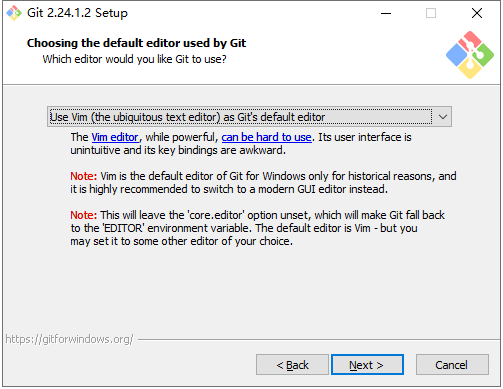 Git 2.24.1.2 Setup
Choosing the default editor used by Git
Which editor would you like Git to use?
Use Vim (the ubiquitous text editor) as Git's default editor
The Vim editor, while powerful, can be hard to use. Its user interface is
unintuitive and its key bindings are awkward.
Note: Vim is the default editor of Git for Windows only for historical reasons, and
it is highly recommended to switch to a modern GUI editor instead.
Note: This will leave the 'core.editor' option unset, which will make Git fall back
to the 'EDITOR' environment variable. The default editor is Vim - but you
may set it to some other editor of your choice.
https://gitforwindows.org/
< Back
Next >
Cancel